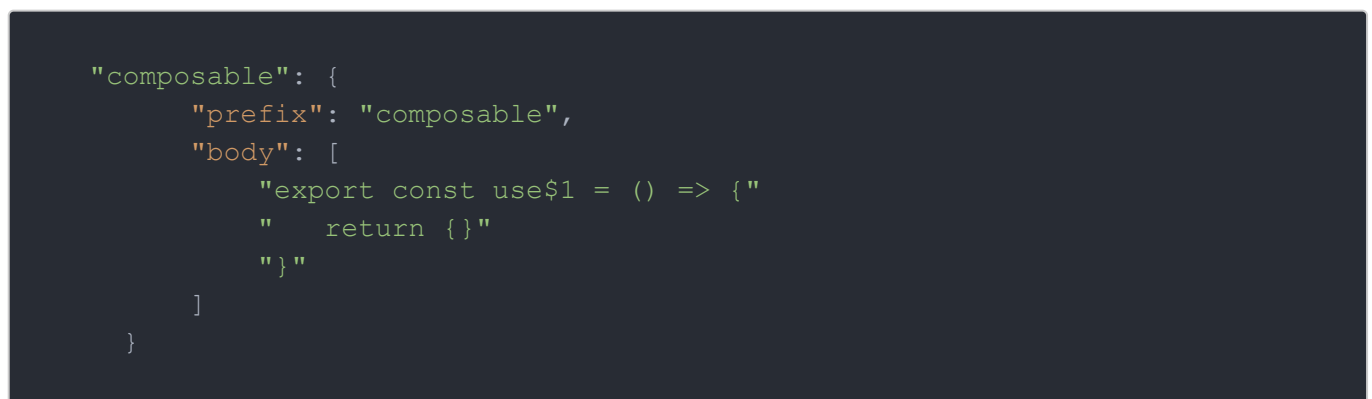 "composable": {
"prefix": "composable",
"body": [
"export const use$1 = () => {"
"   return {}"
"}"
]
}